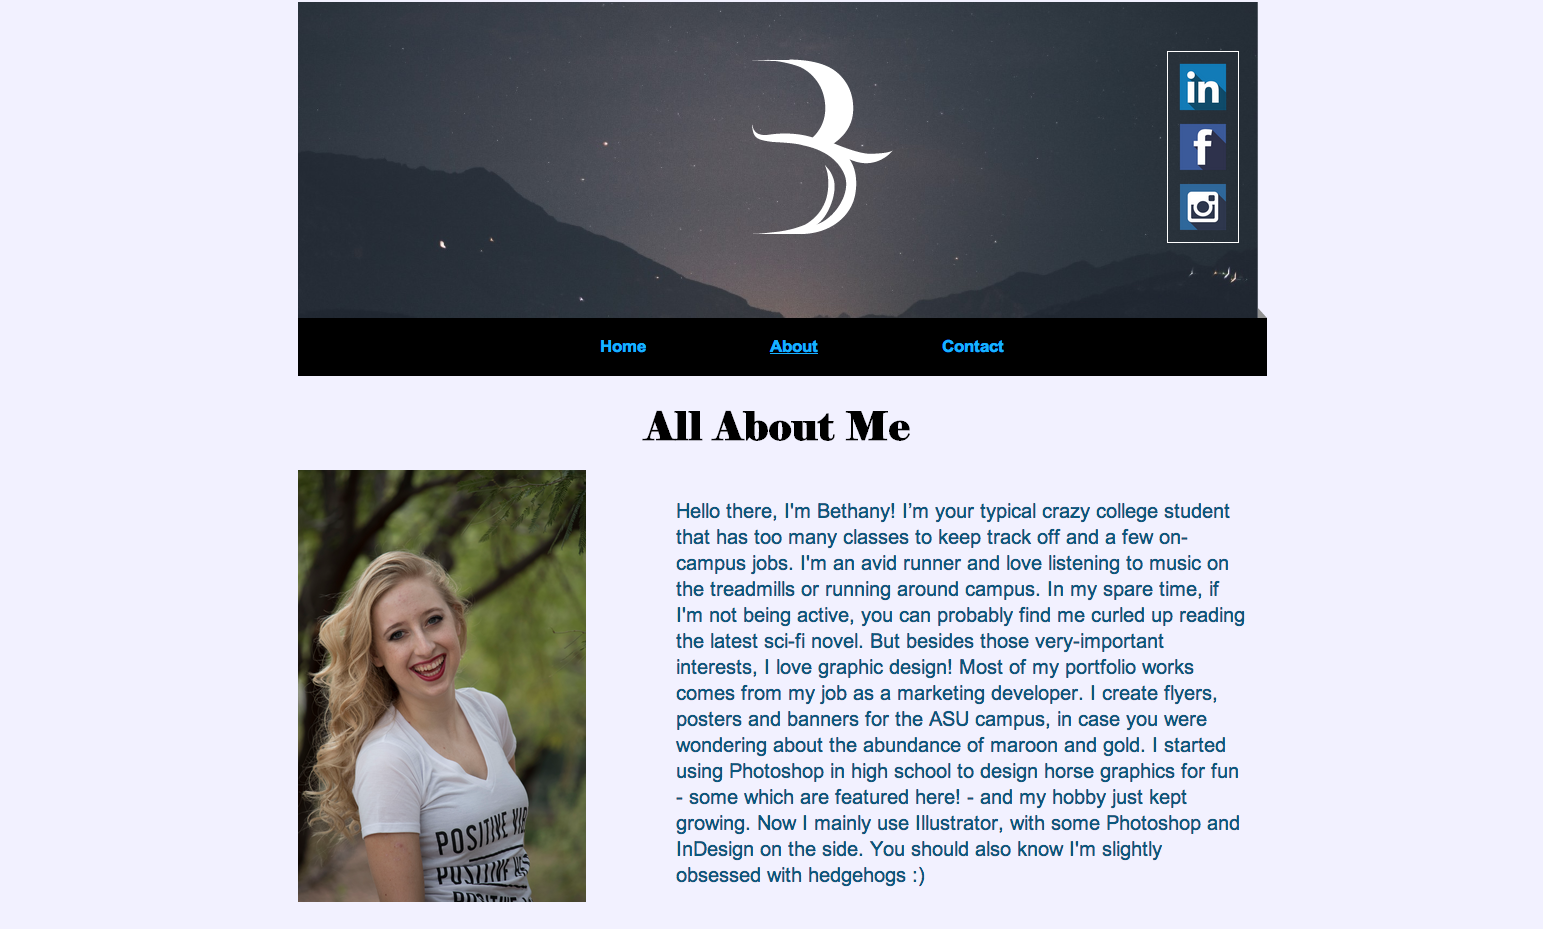 in
f
Home About Contact
All About Me
Hello there, I'm Bethany! I’m your typical crazy college student
that has too many classes to keep track off and a few on-
campus jobs. I'm an avid runner and love listening to music on
the treadmills or running around campus. In my spare time, if
I'm not being active, you can probably find me curled up reading
the latest sci-fi novel. But besides those very-important
interests, I love graphic design! Most of my portfolio works
comes from my job as a marketing developer. I create flyers,
posters and banners for the ASU campus, in case you were
wondering about the abundance of maroon and gold. I started
using Photoshop in high school to design horse graphics for fun
- some which are featured here! - and my hobby just kept
growing. Now I mainly use Illustrator, with some Photoshop and
InDesign on the side. You should also know I'm slightly
obsessed with hedgehogs :)
POSITIVE VIB
POSITIVE
POSITIVE